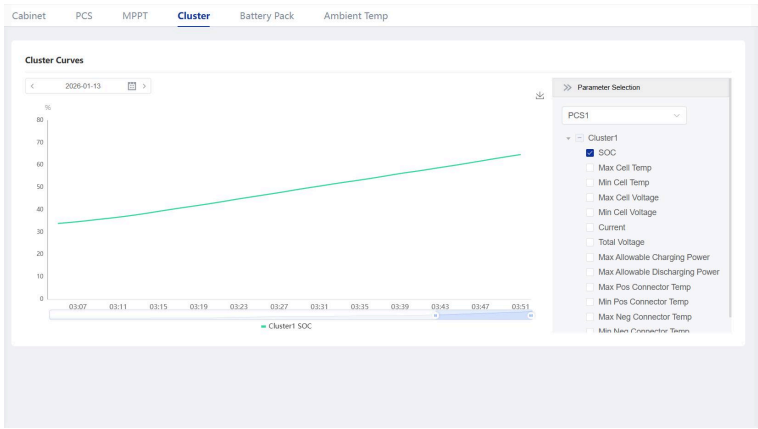 Cabinet PCS MPPT Cluster Battery Pack Ambient Temp
Cluster Curves
2026-01-13
%
80
70
60
50
40
30
20
10
0
03:07 03:11 03:15 03:19 03:23 03:27 03:31 03:35 03:39 03:43 03:47 03:51
Cluster1 SOC
Parameter Selection
PCS1
Cluster1
SOC
Max Cell Temp
Min Cell Temp
Max Cell Voltage
Min Cell Voltage
Current
Total Voltage
Max Allowable Charging Power
Max Allowable Discharging Power
Max Pos Connector Temp
Min Pos Connector Temp
Max Neg Connector Temp
Min Neg Connector Temp